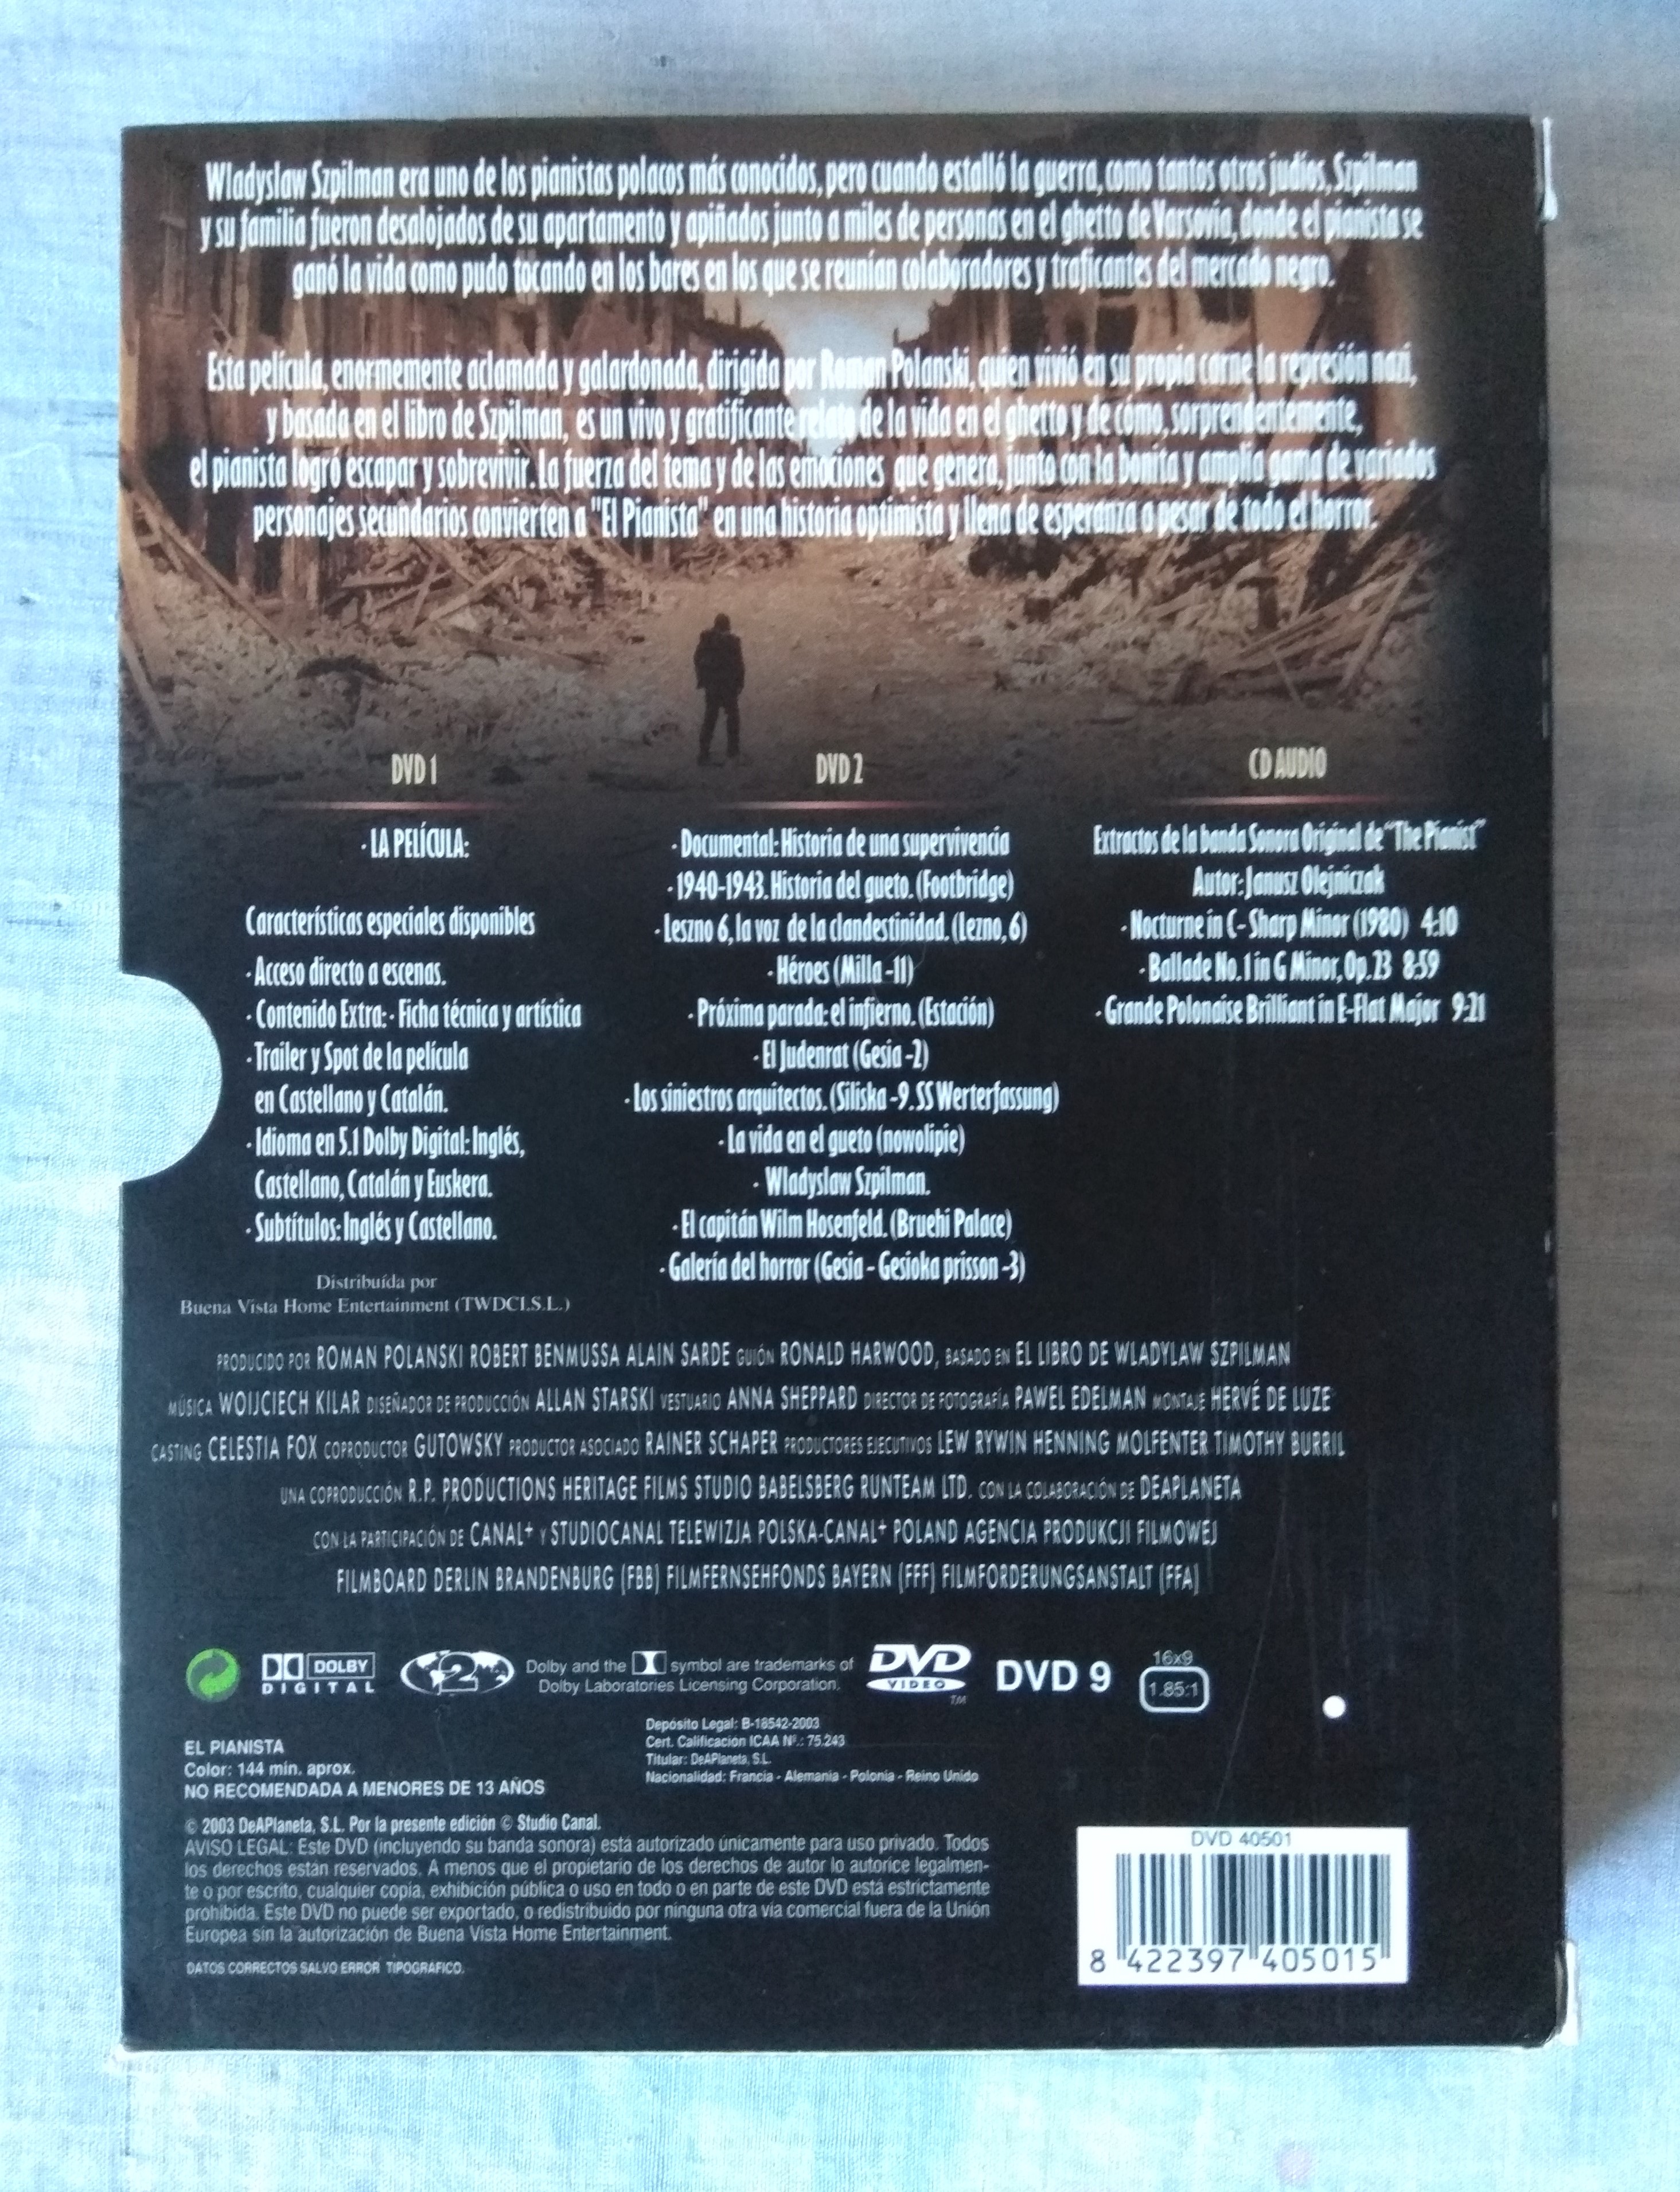 Wladyslaw Szpilman era uno de los pianistas polacos más conocidos, pero cuando estalló la guerra, como tantos otros judíos, Szpilman
y su familia fueron desalojados de su apartamento y apiñados junto a miles de personas en el ghetto de Varsovia, donde el pianista se
ganó la vida como pudo tocando en los bares en los que se reunían colaboradores y traficantes del mercado negro.
Esta película, enormemente aclamada y galardonada, dirigida por Roman Polanski, quien vivió en su propia carne la represión nazi,
y basada en el libro de Szpilman, es un vivo y gratificante relato de la vida en el ghetto y de cómo, sorprendentemente,
el pianista logró escapar y sobrevivir. La fuerza del tema y de las emociones que genera, junto con la bonita y amplia gama de variados
personajes secundarios convierten a "El Pianista" en una historia optimista y llena de esperanza a pesar de todo el horror.
DVD 1
· LA PELÍCULA:
Características especiales disponibles
· Acceso directo a escenas.
· Contenido Extra: · Ficha técnica y artística
· Trailer y Spot de la película
en Castellano y Catalán.
· Idioma en 5.1 Dolby Digital: Inglés,
Castellano, Catalán y Euskera.
· Subtítulos: Inglés y Castellano.
Distribuída por
Buena Vista Home Entertainment (TWDCI.S.L.)
DVD 2
· Documental: Historia de una supervivencia
· 1940-1943. Historia del gueto. (Footbridge)
· Leszno 6, la voz de la clandestinidad. (Lezno, 6)
· Héroes (Milla -11)
· Próxima parada: el infierno. (Estación)
· El Judenrat (Gesia -2)
· Los siniestros arquitectos. (Siliska -9. SS Werterfassung)
· La vida en el gueto (nowolipie)
· Wladyslaw Szpilman.
· El capitán Wilm Hosenfeld. (Bruehi Palace)
· Galería del horror (Gesia - Gesioka prisson -3)
CD AUDIO
Extractos de la banda Sonora Original de "The Pianist"
Autor: Janusz Olejniczak
· Nocturne in C- Sharp Minor (1980) 4:10
· Ballade No. 1 in G Minor, Op. 23 8:59
· Grande Polonaise Brilliant in E-Flat Major 9:21
PRODUCIDO POR ROMAN POLANSKI ROBERT BENMUSSA ALAIN SARDE GUIÓN RONALD HARWOOD, BASADO EN EL LIBRO DE WLADYLAW SZPILMAN
MÚSICA WOIJCIECH KILAR DISEÑADOR DE PRODUCCIÓN ALLAN STARSKI VESTUARIO ANNA SHEPPARD DIRECTOR DE FOTOGRAFÍA PAWEL EDELMAN MONTAJE HERVÉ DE LUZE
CASTING CELESTIA FOX COPRODUCTOR GUTOWSKY PRODUCTOR ASOCIADO RAINER SCHAPER PRODUCTORES EJECUTIVOS LEW RYWIN HENNING MOLFENTER TIMOTHY BURRIL
UNA COPRODUCCIÓN R.P. PRODUCTIONS HERITAGE FILMS STUDIO BABELSBERG RUNTEAM LTD. CON LA COLABORACIÓN DE DEAPLANETA
CON LA PARTICIPACIÓN DE CANAL+ Y STUDIOCANAL TELEWIZJA POLSKA-CANAL+ POLAND AGENCIA PRODUKCJI FILMOWEJ
FILMBOARD DERLIN BRANDENBURG (FBB) FILMFERNSEHFONDS BAYERN (FFF) FILMFORDERUNGSANSTALT (FFA)
DOLBY
DIGITAL
2
Dolby and the symbol are trademarks of
Dolby Laboratories Licensing Corporation.
DVD
VIDEO
TM
DVD 9
16x9
1.85:1
EL PIANISTA
Color: 144 min. aprox.
NO RECOMENDADA A MENORES DE 13 AÑOS
Depósito Legal: B-18542-2003
Cert. Calificación ICAA Nº.: 75.243
Titular: DeAPlaneta, S.L.
Nacionalidad: Francia - Alemania - Polonia - Reino Unido
© 2003 DeAPlaneta, S.L. Por la presente edición © Studio Canal.
AVISO LEGAL: Este DVD (incluyendo su banda sonora) está autorizado únicamente para uso privado. Todos
los derechos están reservados. A menos que el propietario de los derechos de autor lo autorice legalmen-
te o por escrito, cualquier copia, exhibición pública o uso en todo o en parte de este DVD está estrictamente
prohibida. Este DVD no puede ser exportado, o redistribuido por ninguna otra vía comercial fuera de la Unión
Europea sin la autorización de Buena Vista Home Entertainment.
DATOS CORRECTOS SALVO ERROR TIPOGRAFICO.
DVD 40501
8 422397 405015